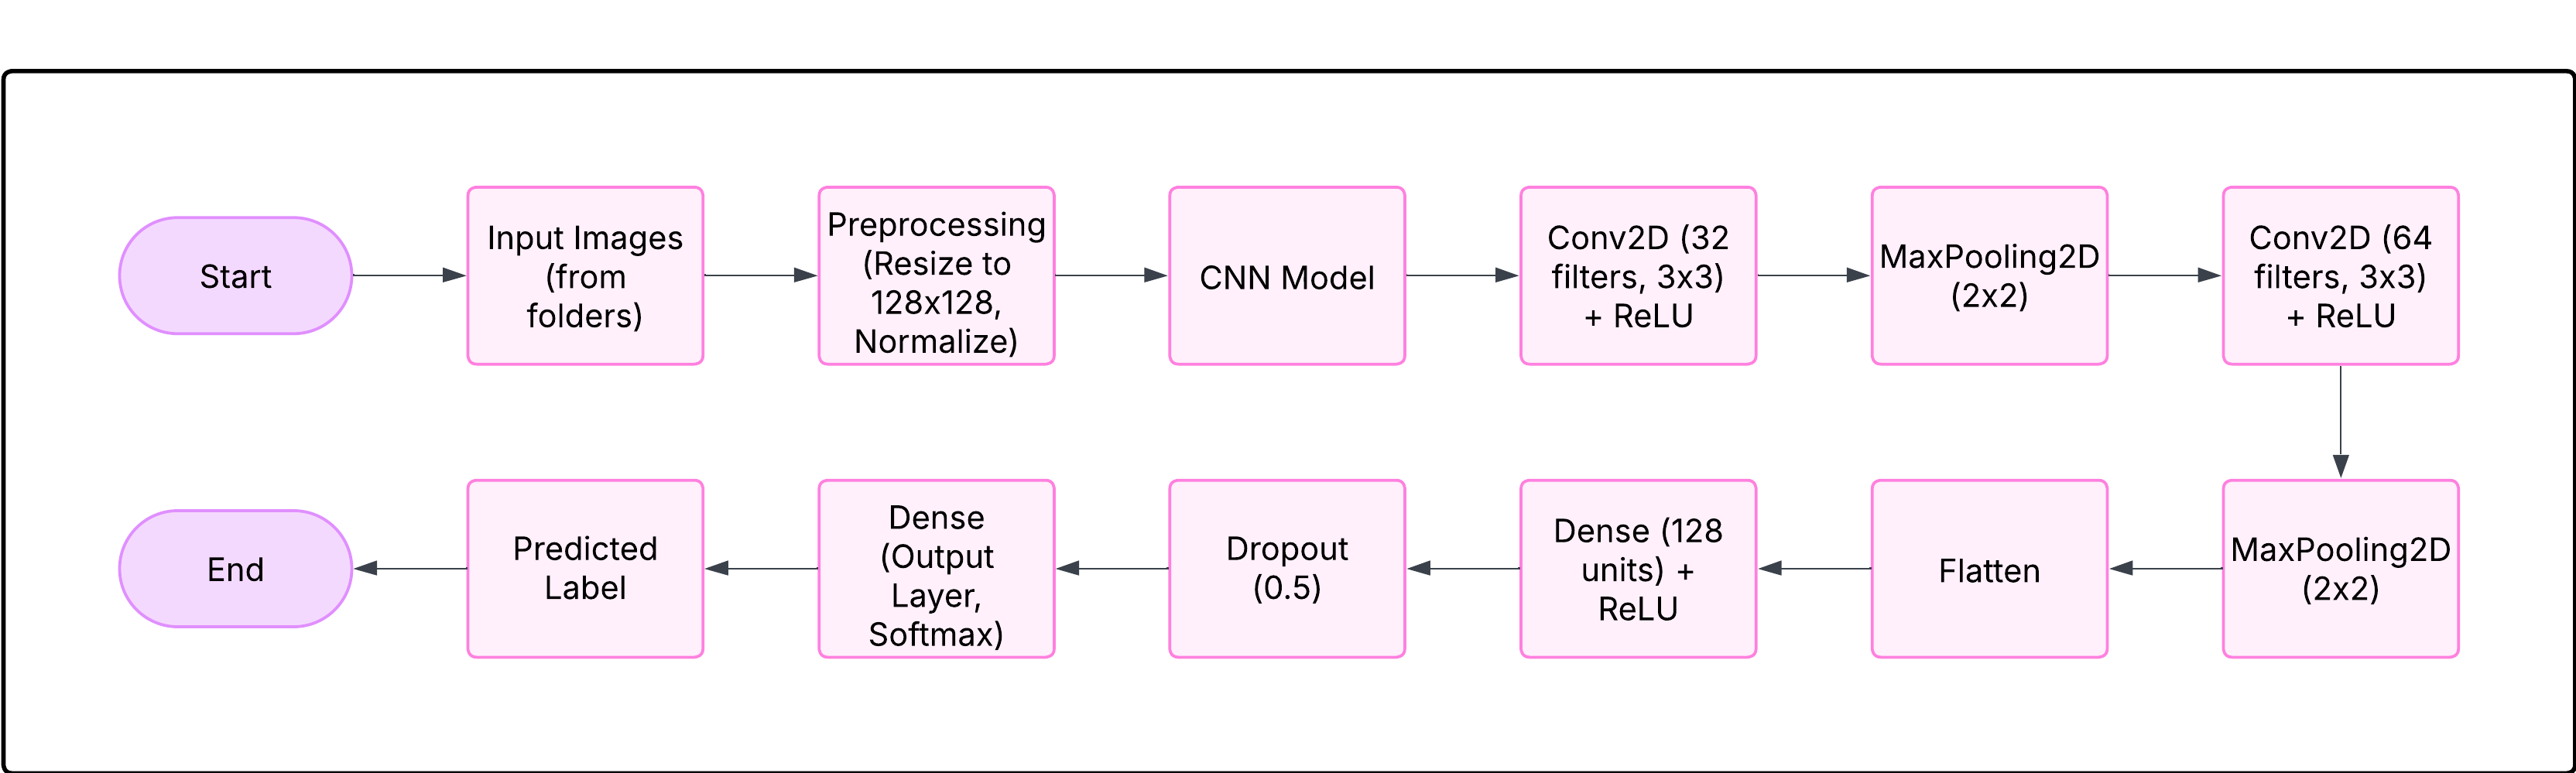 Start
Input Images
(from
folders)
Preprocessing
(Resize to
128x128,
Normalize)
CNN Model
Conv2D (32
filters, 3x3)
+ ReLU
MaxPooling2D
(2x2)
Conv2D (64
filters, 3x3)
+ ReLU
MaxPooling2D
(2x2)
Flatten
Dense (128
units) +
ReLU
Dropout
(0.5)
Dense
(Output
Layer,
Softmax)
Predicted
Label
End